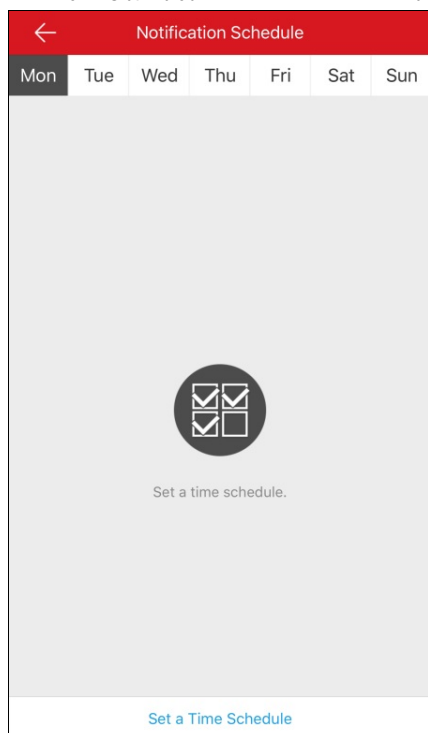 Notification Schedule
Mon Tue Wed Thu Fri Sat Sun
Set a time schedule.
Set a Time Schedule